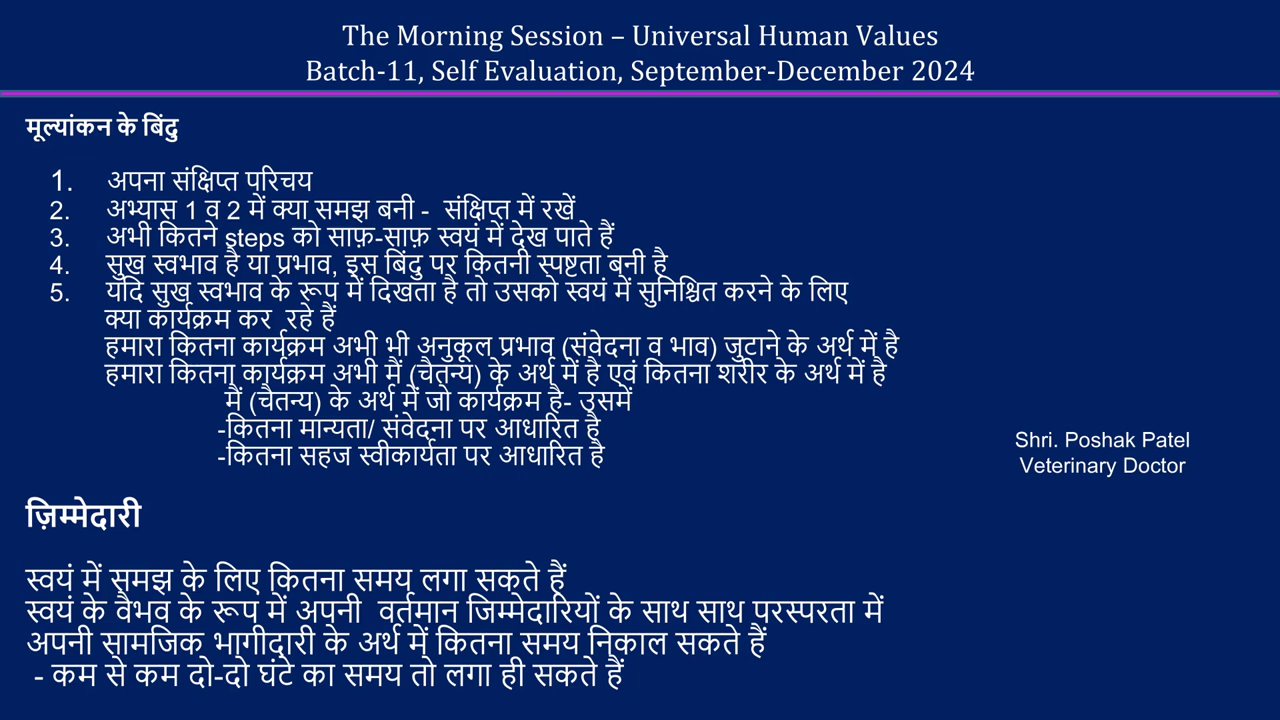 The Morning Session – Universal Human Values
Batch-11, Self Evaluation, September-December 2024
मूल्यांकन के बिंदु
1. अपना संक्षिप्त परिचय
2. अभ्यास 1 व 2 में क्या समझ बनी - संक्षिप्त में रखें
3. अभी कितने steps को साफ़-साफ़ स्वयं में देख पाते हैं
4. सुख स्वभाव है या प्रभाव, इस बिंदु पर कितनी स्पष्टता बनी है
5. यदि सुख स्वभाव के रूप में दिखता है तो उसको स्वयं में सुनिश्चित करने के लिए
क्या कार्यक्रम कर रहे हैं
हमारा कितना कार्यक्रम अभी भी अनुकूल प्रभाव (संवेदना व भाव) जुटाने के अर्थ में है
हमारा कितना कार्यक्रम अभी मैं (चैतन्य) के अर्थ में है एवं कितना शरीर के अर्थ में है
मैं (चैतन्य) के अर्थ में जो कार्यक्रम है- उसमें
-कितना मान्यता/ संवेदना पर आधारित है
-कितना सहज स्वीकार्यता पर आधारित है
Shri. Poshak Patel
Veterinary Doctor
ज़िम्मेदारी
स्वयं में समझ के लिए कितना समय लगा सकते हैं
स्वयं के वैभव के रूप में अपनी वर्तमान जिम्मेदारियों के साथ साथ परस्परता में
अपनी सामजिक भागीदारी के अर्थ में कितना समय निकाल सकते हैं
- कम से कम दो-दो घंटे का समय तो लगा ही सकते हैं